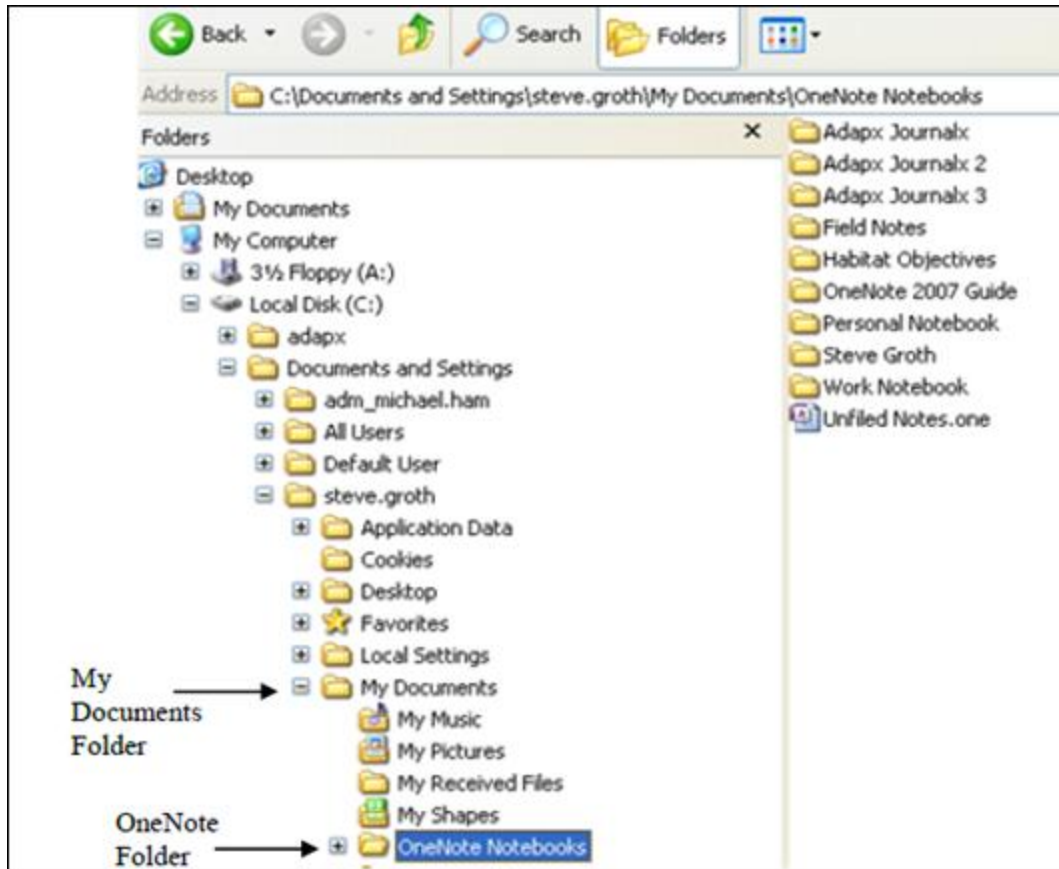 Back Search Folders
Address C:\Documents and Settings\steve.groth\My Documents\OneNote Notebooks
Folders
Desktop
My Documents
My Computer
3½ Floppy (A:)
Local Disk (C:)
adapx
Documents and Settings
adm_michael.ham
All Users
Default User
steve.groth
Application Data
Cookies
Desktop
Favorites
Local Settings
My Documents
My Music
My Pictures
My Received Files
My Shapes
OneNote Notebooks
My
Documents
Folder
OneNote
Folder
Adapx Journalx
Adapx Journalx 2
Adapx Journalx 3
Field Notes
Habitat Objectives
OneNote 2007 Guide
Personal Notebook
Steve Groth
Work Notebook
Unfiled Notes.one